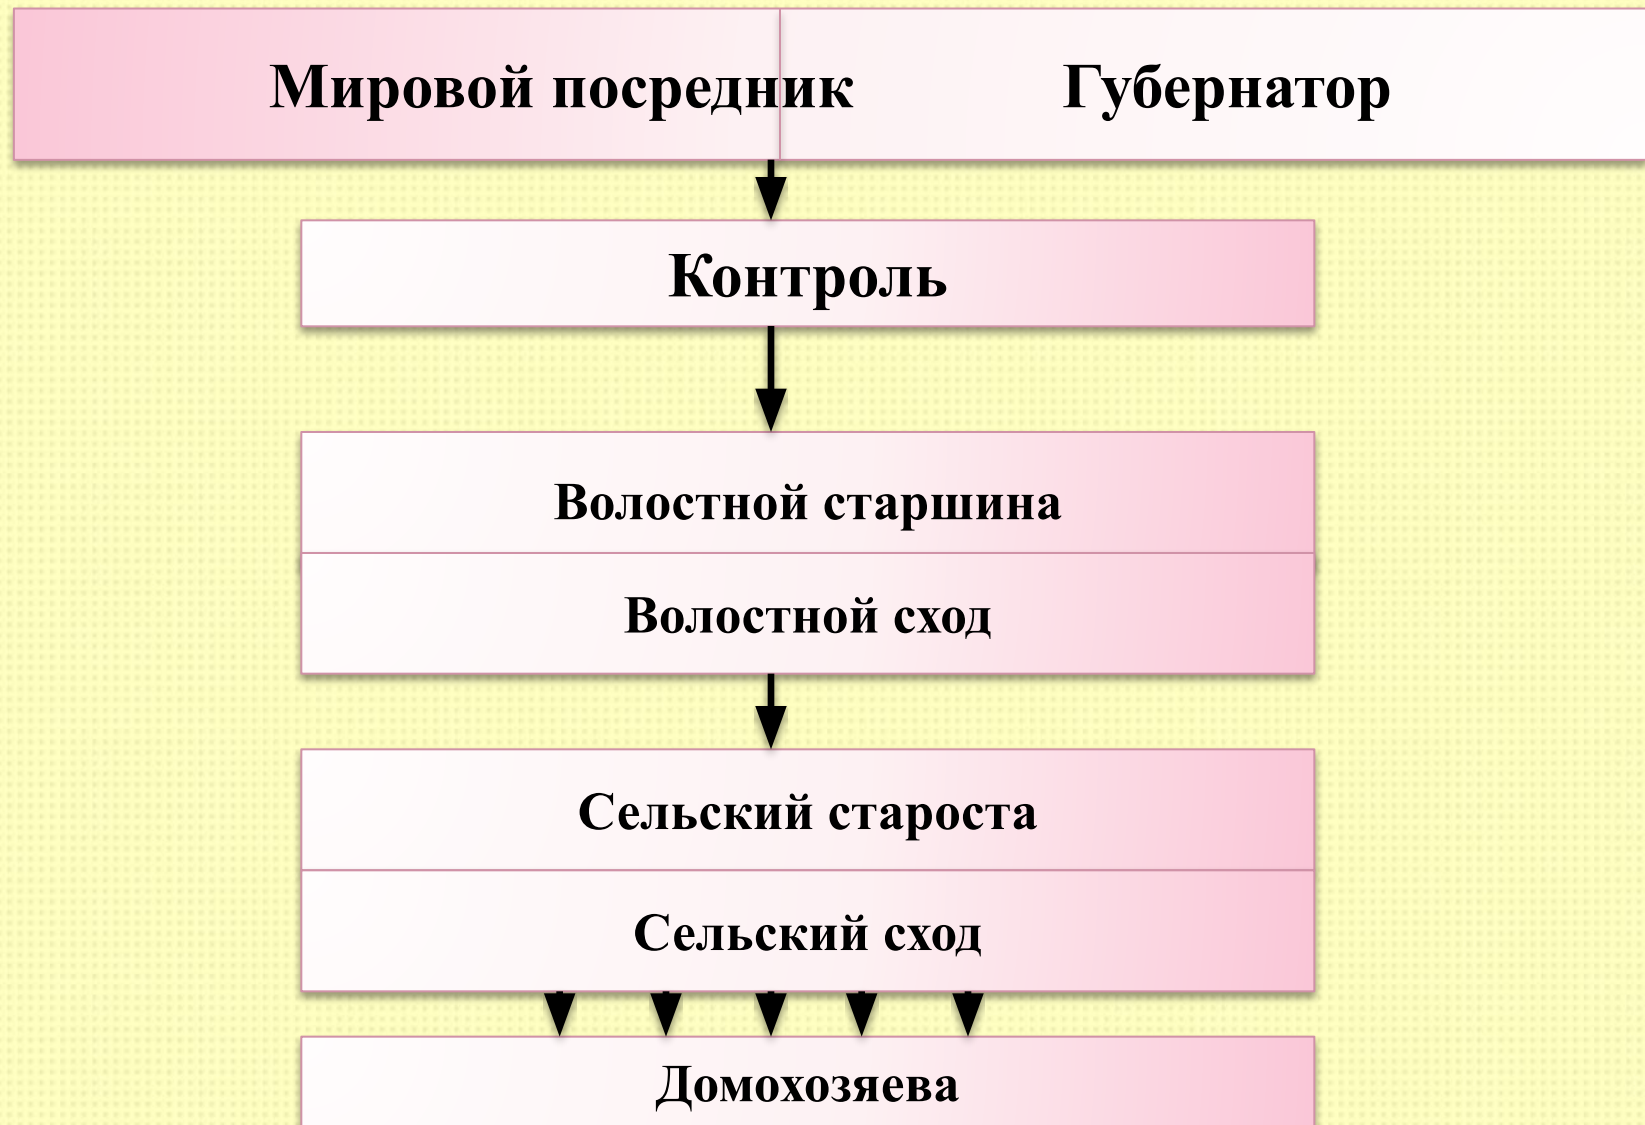 Мировой посредник Губернатор
Контроль
Волостной старшина
Волостной сход
Сельский староста
Сельский сход
Домохозяева